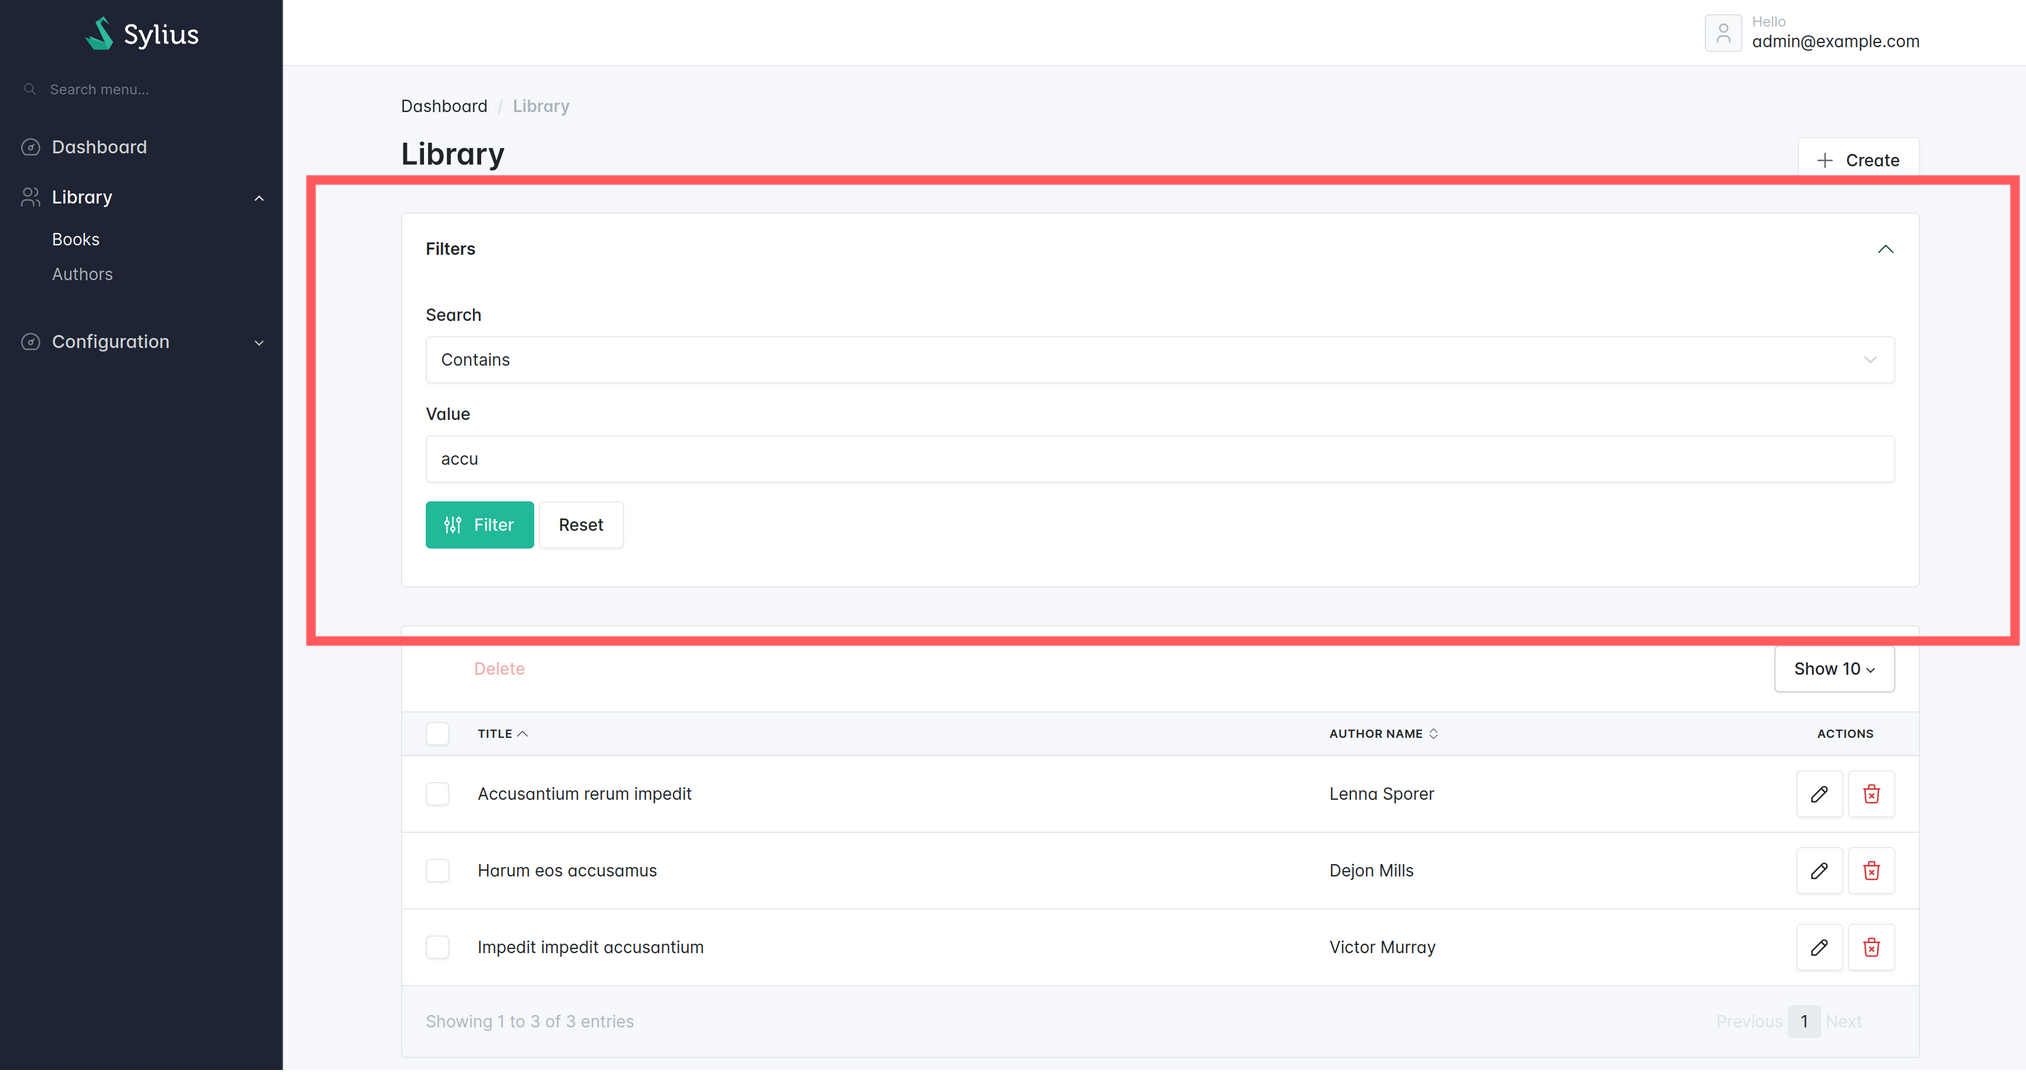 Sylius
Hello
admin@example.com
Search menu...
Dashboard
Library
Books
Authors
Configuration
Dashboard / Library
Library
Create
Filters
Search
Contains
Value
accu
Filter Reset
Delete
Show 10
TITLE AUTHOR NAME ACTIONS
Accusantium rerum impedit Lenna Sporer
Harum eos accusamus Dejon Mills
Impedit impedit accusantium Victor Murray
Showing 1 to 3 of 3 entries Previous 1 Next